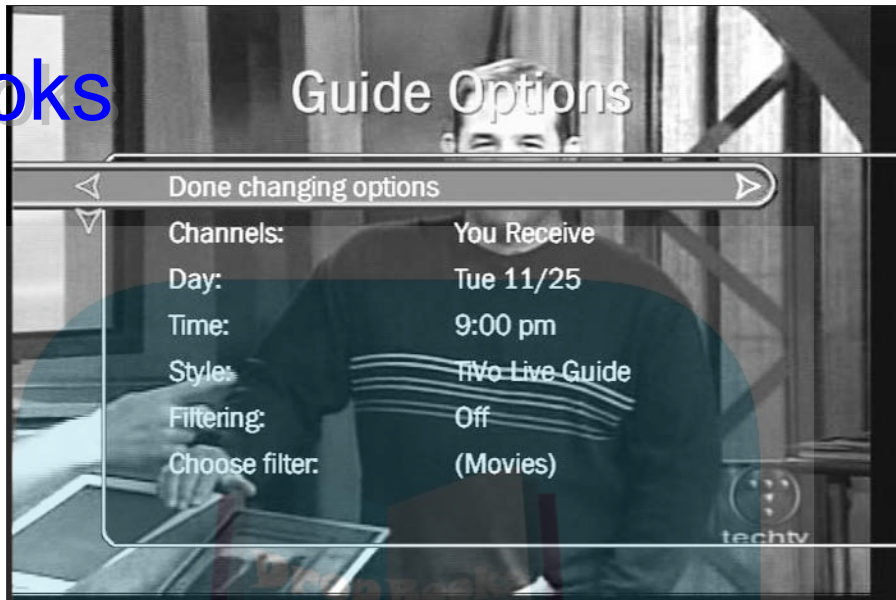 oks
Guide Options
Done changing options
Channels: You Receive
Day: Tue 11/25
Time: 9:00 pm
Style: TiVo Live Guide
Filtering: Off
Choose filter: (Movies)
techtv